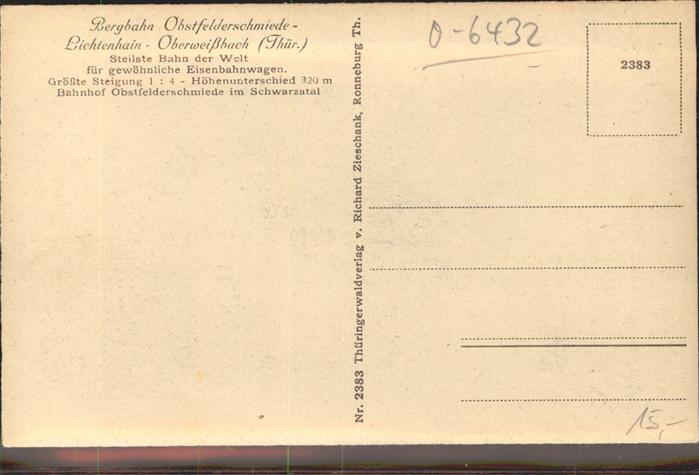 Bergbahn Obstfelderschmiede -
Lichtenhain - Oberweißbach (Thür.)
Steilste Bahn der Welt
für gewöhnliche Eisenbahnwagen.
Größte Steigung 1 : 4 - Höhenunterschied 320 m
Bahnhof Obstfelderschmiede im Schwarzatal
Nr. 2383 Thüringerwaldverlag v. Richard Zieschank, Ronneburg Th.
0-6432
2383
15,-